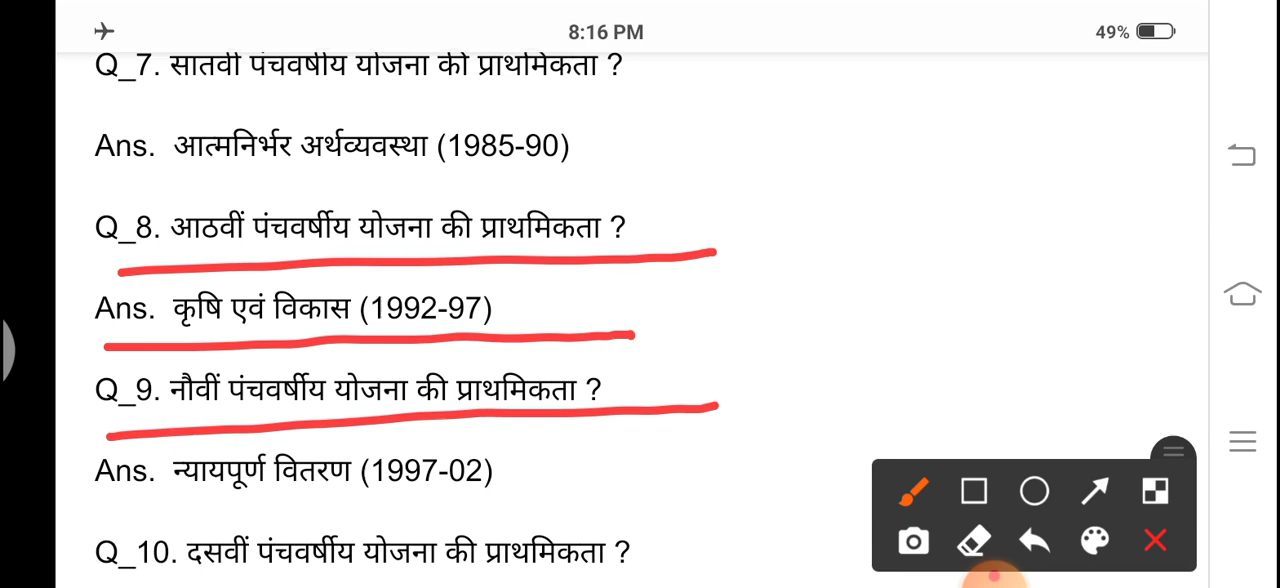 8:16 PM
49%
Q_7. सातवीं पंचवर्षीय योजना की प्राथमिकता ?
Ans. आत्मनिर्भर अर्थव्यवस्था (1985-90)
Q_8. आठवीं पंचवर्षीय योजना की प्राथमिकता ?
Ans. कृषि एवं विकास (1992-97)
Q_9. नौवीं पंचवर्षीय योजना की प्राथमिकता ?
Ans. न्यायपूर्ण वितरण (1997-02)
Q_10. दसवीं पंचवर्षीय योजना की प्राथमिकता ?